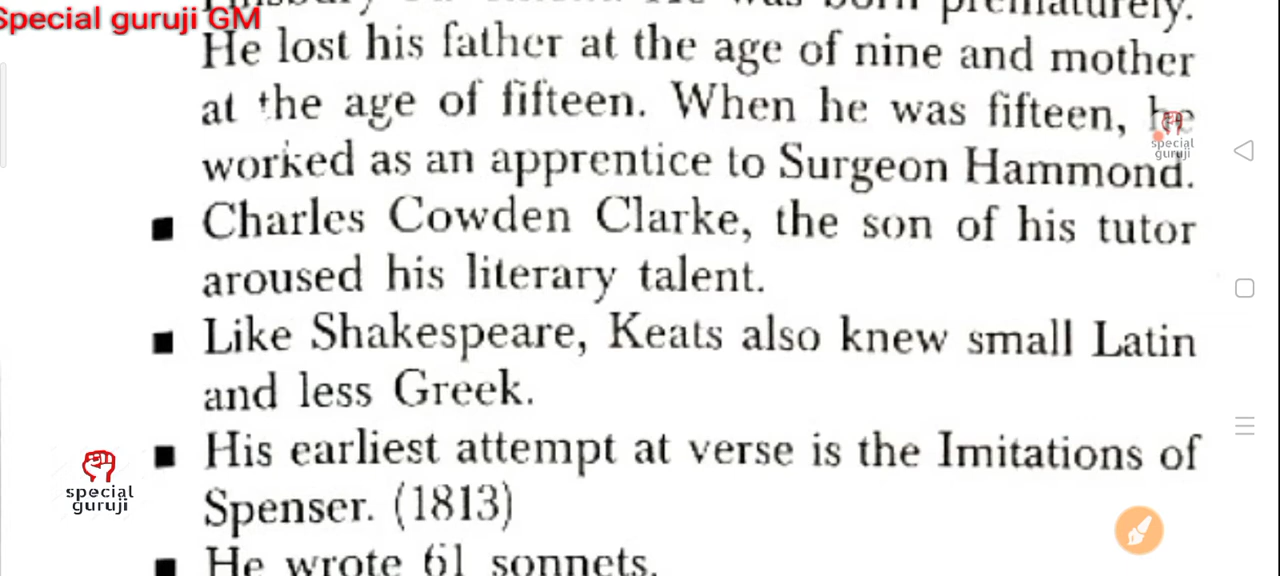 Special guruji GM
was born prematurely.
He lost his father at the age of nine and mother
at the age of fifteen. When he was fifteen, he
worked as an apprentice to Surgeon Hammond.
special
guruji
■ Charles Cowden Clarke, the son of his tutor
aroused his literary talent.
■ Like Shakespeare, Keats also knew small Latin
and less Greek.
■ His earliest attempt at verse is the Imitations of
Spenser. (1813)
special
guruji
■ He wrote 61 sonnets.